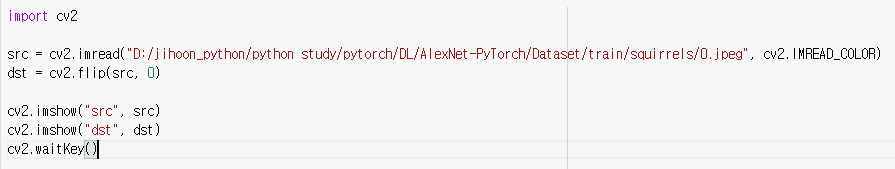 import cv2
src = cv2.imread("D:/jihoon_python/python study/pytorch/DL/AlexNet-PyTorch/Dataset/train/squirrels/0.jpeg", cv2.IMREAD_COLOR)
dst = cv2.flip(src, 0)
cv2.imshow("src", src)
cv2.imshow("dst", dst)
cv2.waitKey()